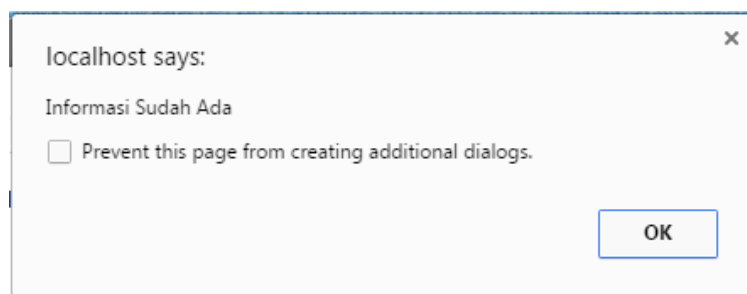 localhost says:
Informasi Sudah Ada
Prevent this page from creating additional dialogs.
OK